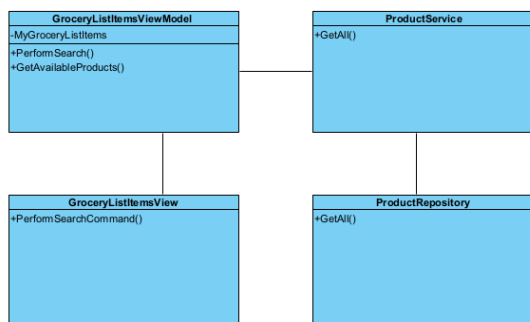 GroceryListItemsViewModel
-MyGroceryListItems
+PerformSearch()
+GetAvailableProducts()
ProductService
+GetAll()
GroceryListItemsView
+PerformSearchCommand()
ProductRepository
+GetAll()